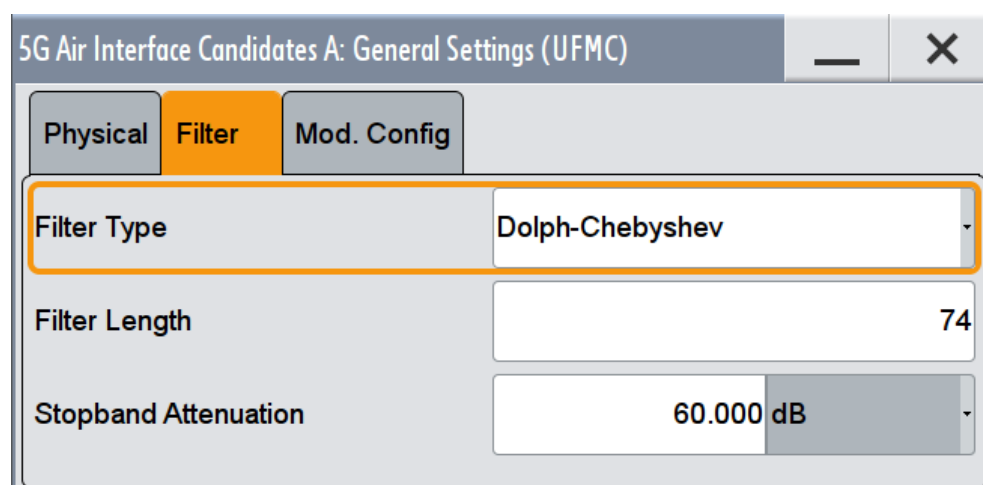 5G Air Interface Candidates A: General Settings (UFMC)
Physical Filter Mod. Config
Filter Type Dolph-Chebyshev
Filter Length 74
Stopband Attenuation 60.000 dB